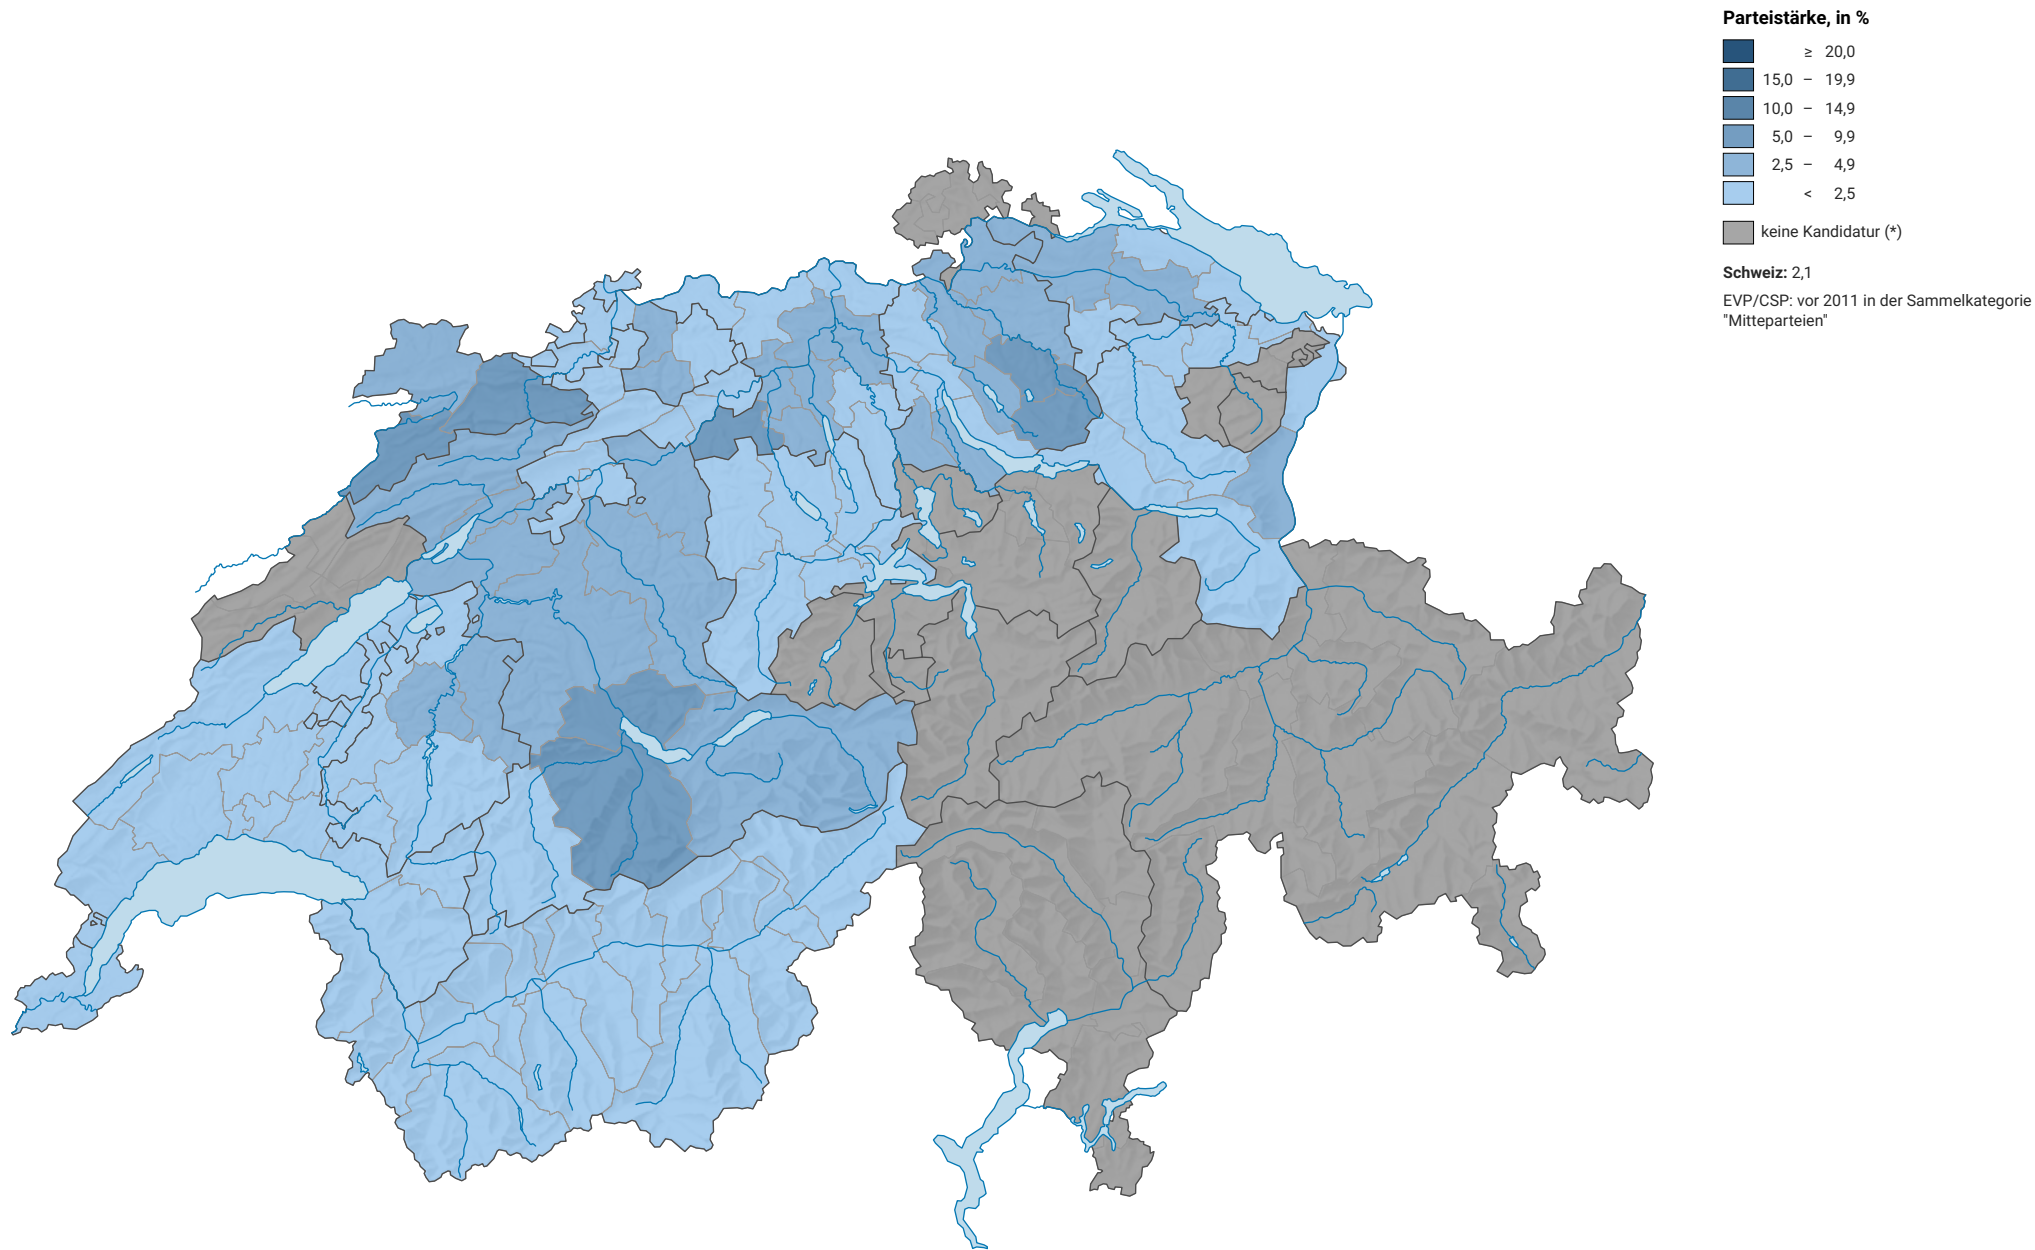 Parteistärke, in %
≥ 20,0
15,0 – 19,9
10,0 – 14,9
5,0 – 9,9
2,5 – 4,9
< 2,5
keine Kandidatur (*)
Schweiz: 2,1
EVP/CSP: vor 2011 in der Sammelkategorie
"Mitteparteien"